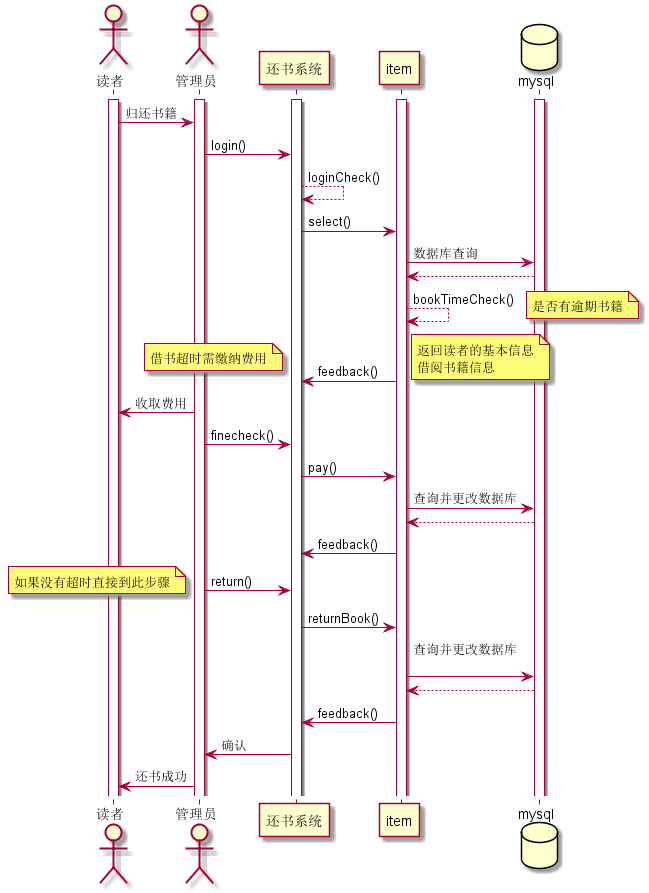 读者
管理员
还书系统
item
mysql
归还书籍
login()
loginCheck()
select()
数据库查询
bookTimeCheck()
是否有逾期书籍
返回读者的基本信息
借阅书籍信息
借书超时需缴纳费用
feedback()
收取费用
finecheck()
pay()
查询并更改数据库
feedback()
如果没有超时直接到此步骤
return()
returnBook()
查询并更改数据库
feedback()
确认
还书成功
读者
管理员
还书系统
item
mysql